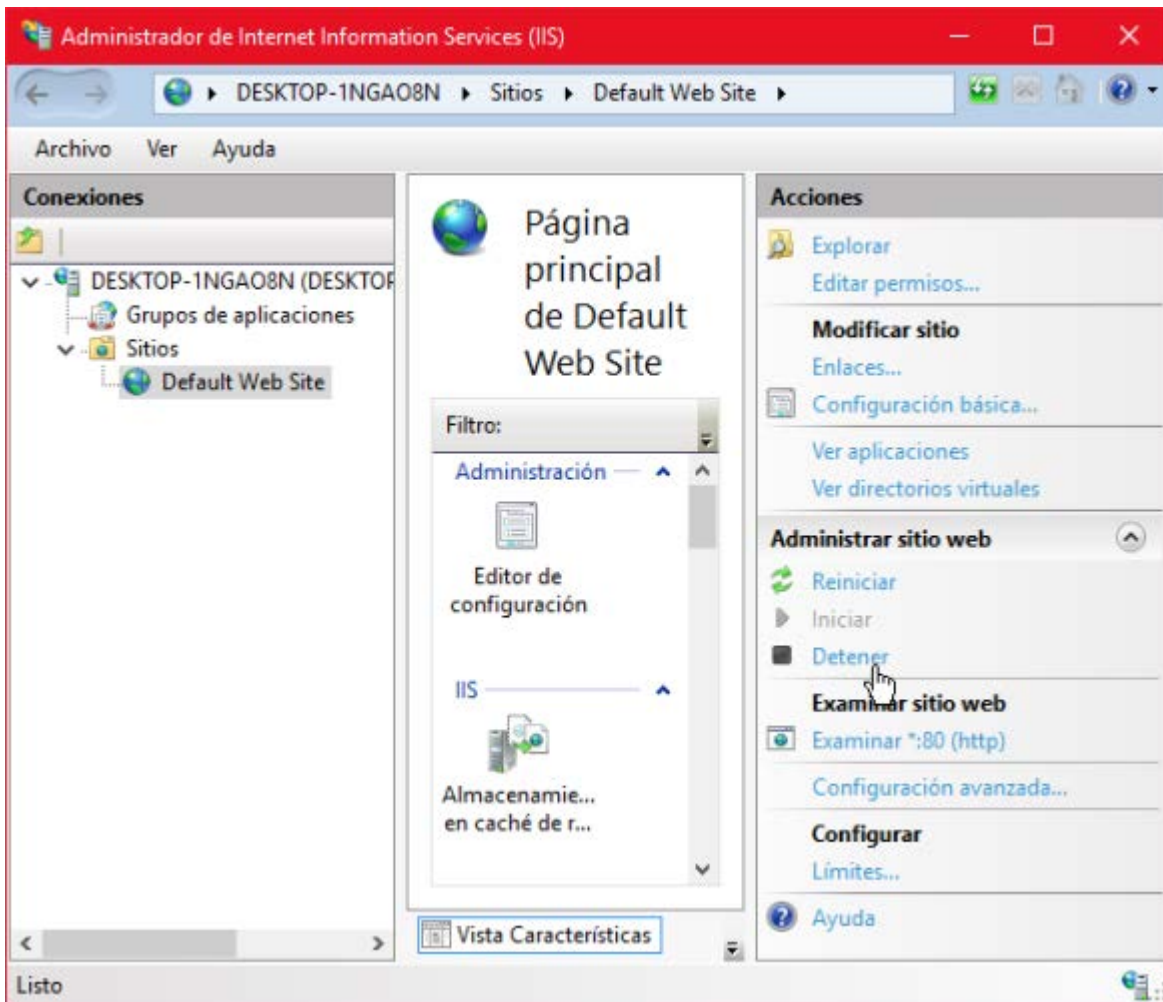 Administrador de Internet Information Services (IIS)
DESKTOP-1NGAO8N Sitios Default Web Site
Archivo Ver Ayuda
Conexiones
DESKTOP-1NGAO8N (DESKTOP
Grupos de aplicaciones
Sitios
Default Web Site
Página
principal
de Default
Web Site
Filtro:
Administración
Editor de
configuración
IIS
Almacenamie...
en caché de r...
Vista Características
Acciones
Explorar
Editar permisos...
Modificar sitio
Enlaces...
Configuración básica...
Ver aplicaciones
Ver directorios virtuales
Administrar sitio web
Reiniciar
Iniciar
Detener
Examinar sitio web
Examinar *:80 (http)
Configuración avanzada...
Configurar
Límites...
Ayuda
Listo